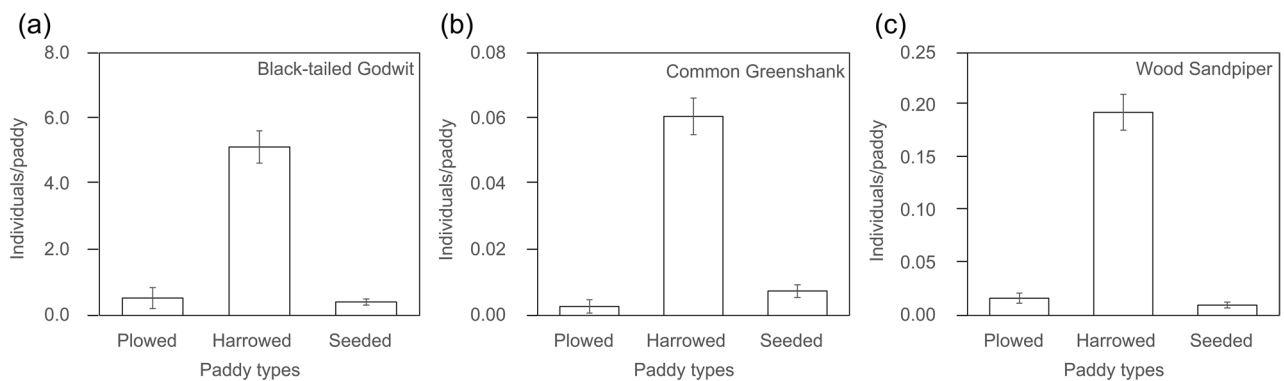 (a)
8.0
6.0
4.0
2.0
0.0
Individuals/paddy
Black-tailed Godwit
Plowed Harrowed Seeded
Paddy types
(b)
0.08
0.06
0.04
0.02
0.00
Individuals/paddy
Common Greenshank
Plowed Harrowed Seeded
Paddy types
(c)
0.25
0.20
0.15
0.10
0.05
0.00
Individuals/paddy
Wood Sandpiper
Plowed Harrowed Seeded
Paddy types